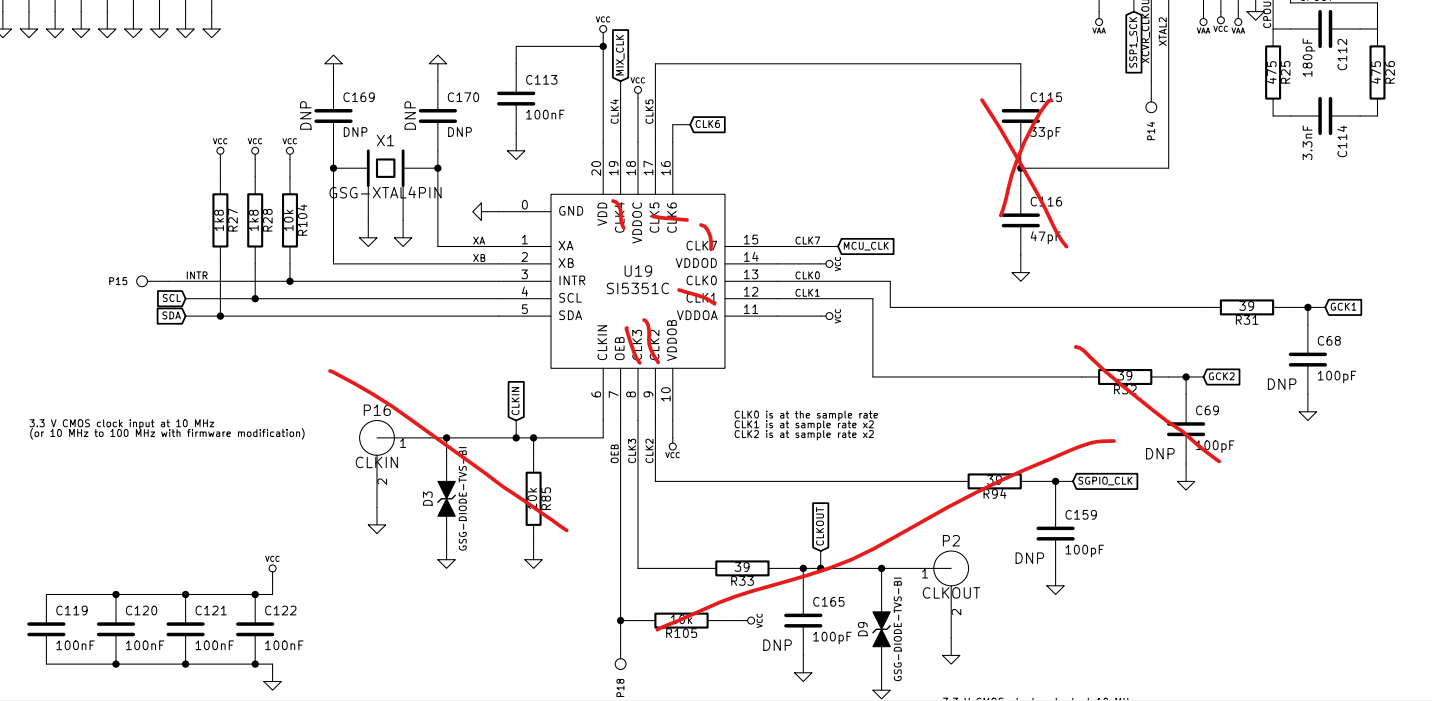 VCC
VAA
SSP1_SCK
XCVR_CLKOU
XTAL2
VAA
VCC
VAA
CPOU
180pF
C112
475
R25
475
R26
3.3nF
C114
P14
MIX_CLK
C113
100nF
VCC
CLK4
CLK5
CLK6
C115
33pF
C116
47pF
C169
DNP
DNP
C170
DNP
DNP
X1
GSG-XTAL4PIN
VCC
VCC
VCC
1k8
R27
1k8
R28
10k
R104
20
19
18
17
16
0
GND
VDD
CLK4
VDDOC
CLK5
CLK6
XA
1
XA
XB
2
XB
P15
INTR
3
INTR
SCL
4
SCL
SDA
5
SDA
U19
SI5351C
CLK7
15
CLK7
MCU_CLK
VDDOD
14
VCC
CLK0
13
CLK0
CLK1
12
CLK1
VDDOA
11
VCC
CLKIN
OEB
CLK3
CLK2
VDDOB
6
7
8
9
10
39
R31
GCK1
C68
DNP
100pF
39
R32
GCK2
C69
DNP
100pF
3.3 V CMOS clock input at 10 MHz
(or 10 MHz to 100 MHz with firmware modification)
P16
1
CLKIN
2
CLKIN
D3
GSG-DIODE-TVS-BI
10k
R85
OEB
CLK3
CLK2
VCC
CLK0 is at the sample rate
CLK1 is at sample rate x2
CLK2 is at sample rate x2
39
R94
SGPIO_CLK
C159
DNP
100pF
CLKOUT
39
R33
10k
R105
VCC
C165
DNP
100pF
D9
GSG-DIODE-TVS-BI
P2
1
CLKOUT
2
P18
VCC
C119
100nF
C120
100nF
C121
100nF
C122
100nF